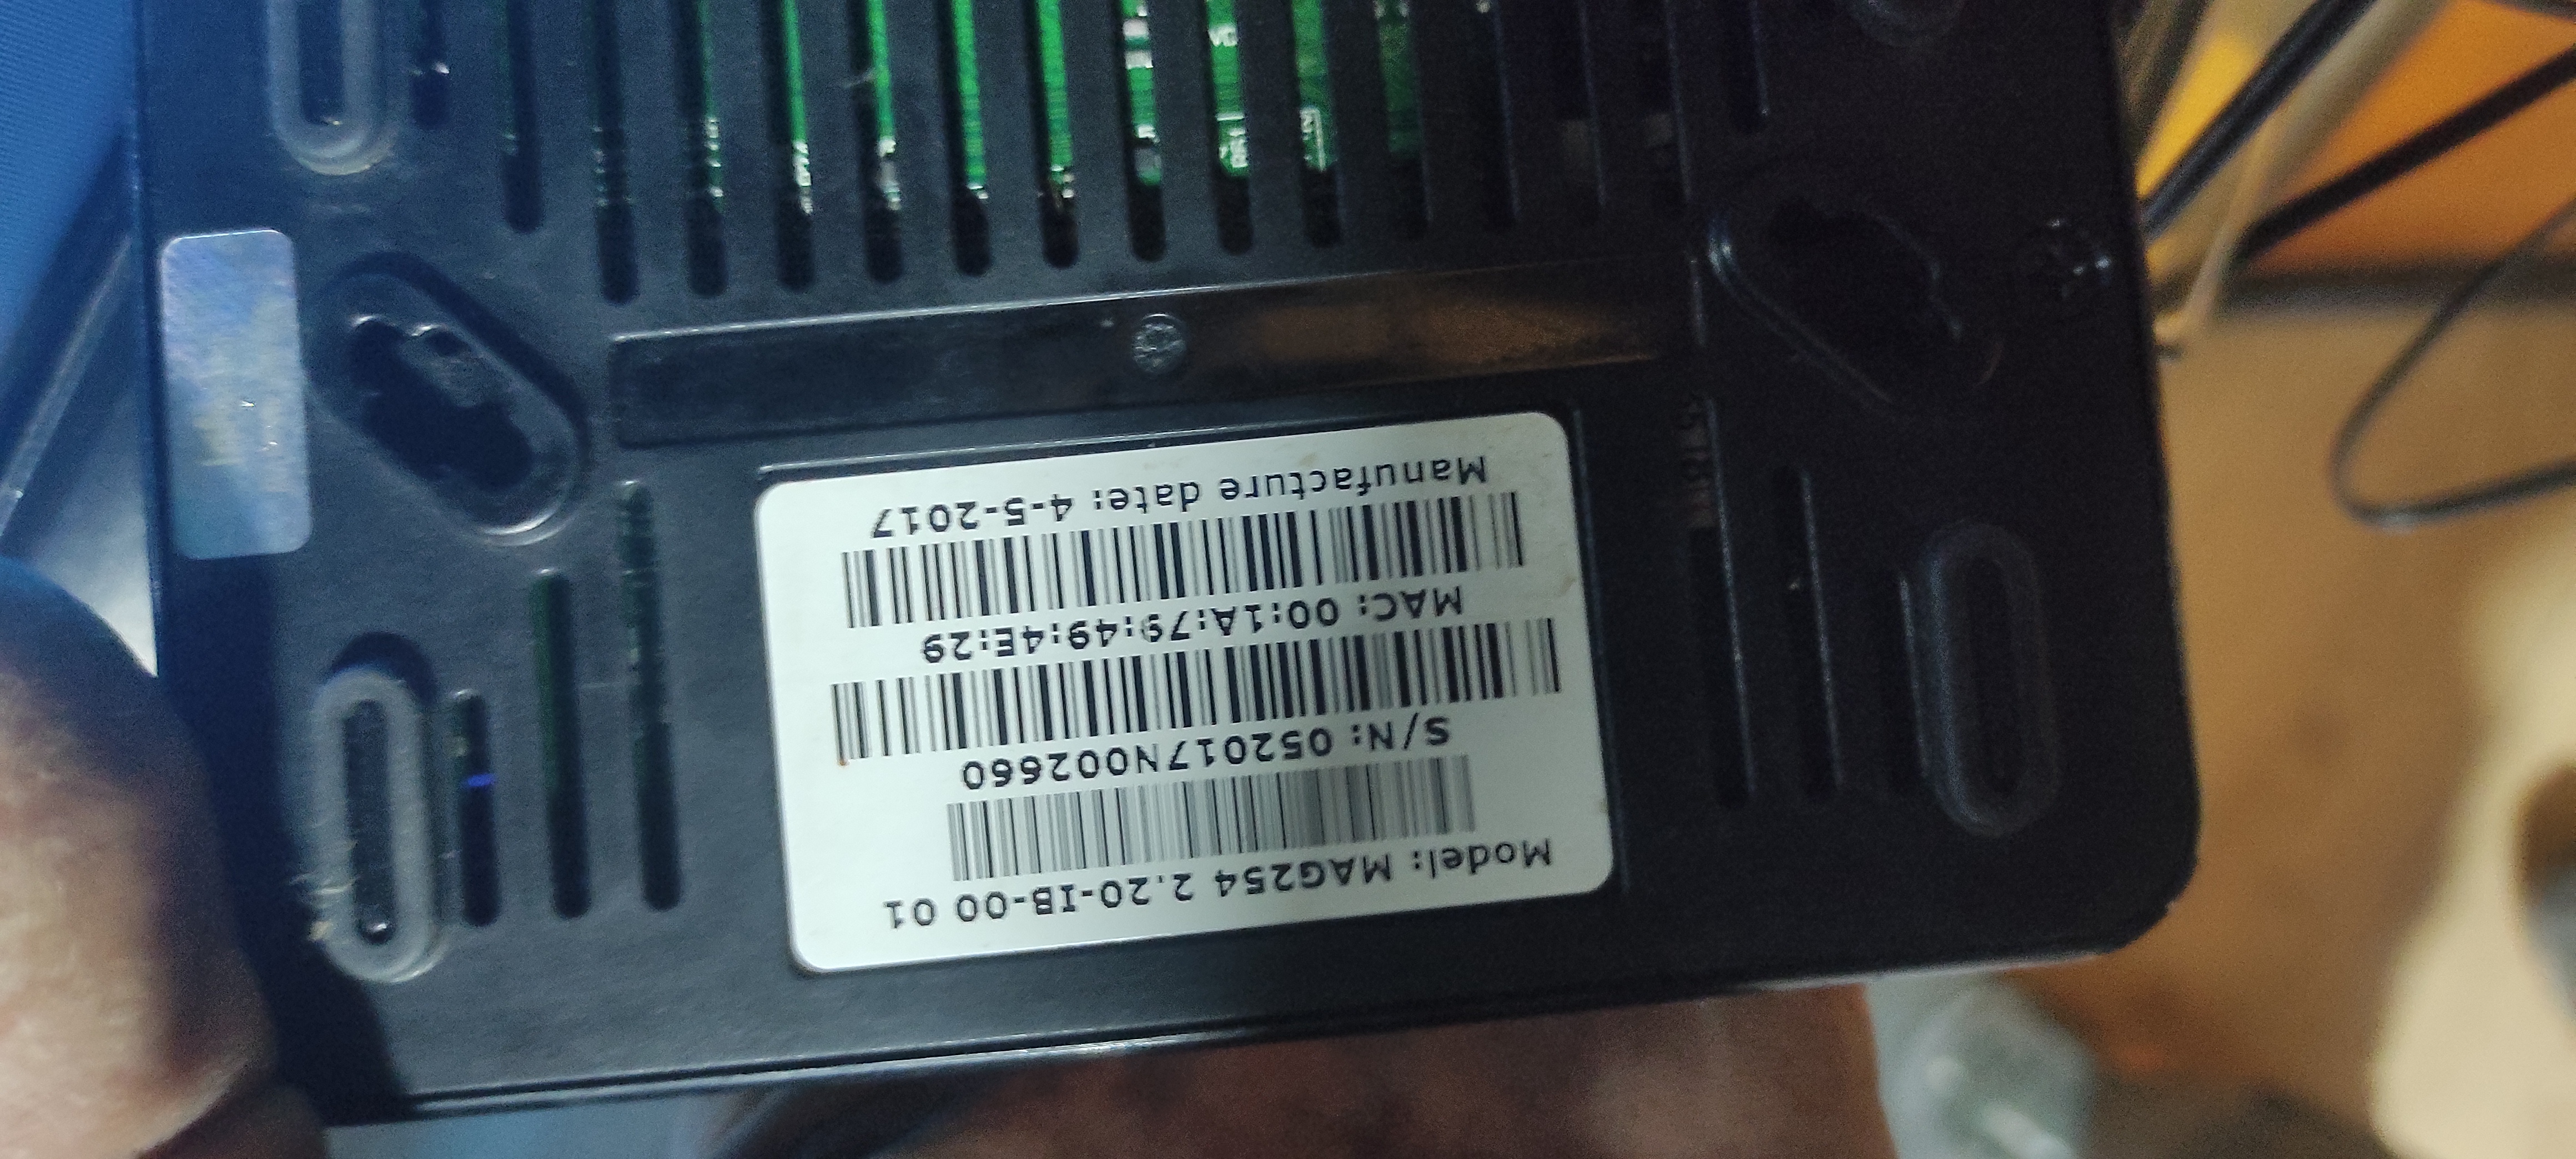 Model: MAG254 2.20-IB-00 01
S/N: 052017N002660
MAC: 00:1A:79:49:4E:29
Manufacture date: 4-5-2017